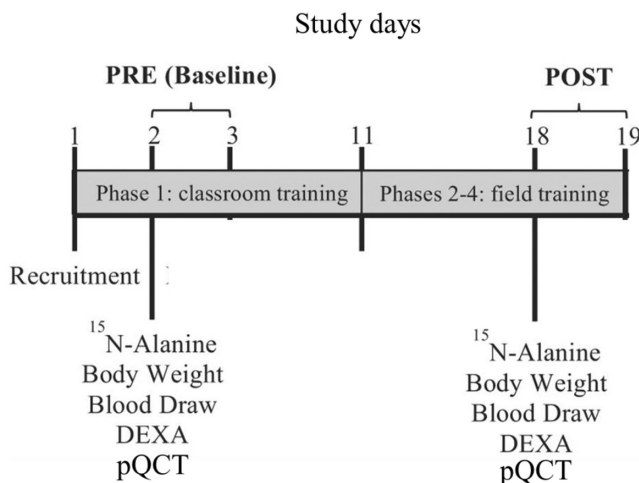 Study days
PRE (Baseline) POST
1 2 3 11 18 19
Phase 1: classroom training Phases 2-4: field training
Recruitment
¹⁵N-Alanine ¹⁵N-Alanine
Body Weight Body Weight
Blood Draw Blood Draw
DEXA DEXA
pQCT pQCT